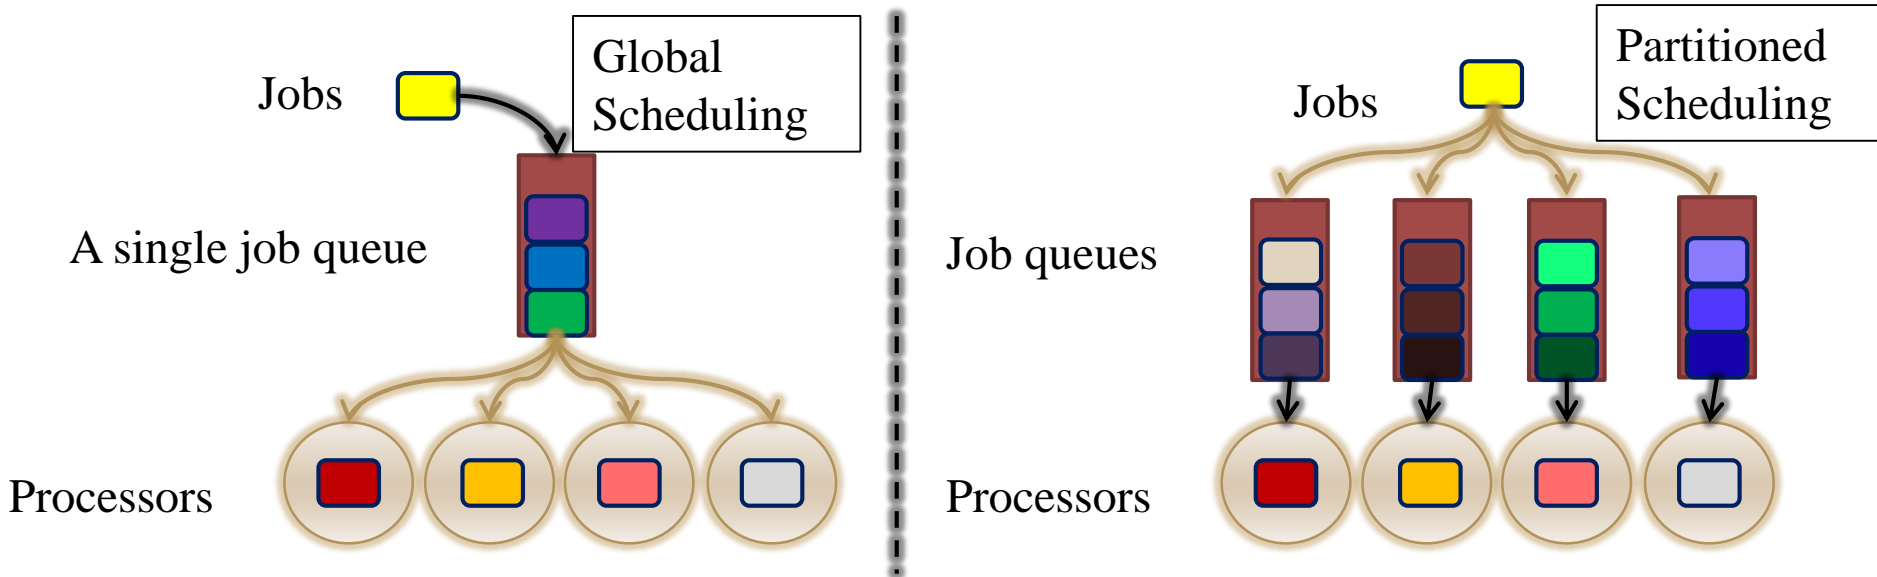 Global
Scheduling
Jobs
A single job queue
Processors
Partitioned
Scheduling
Jobs
Job queues
Processors